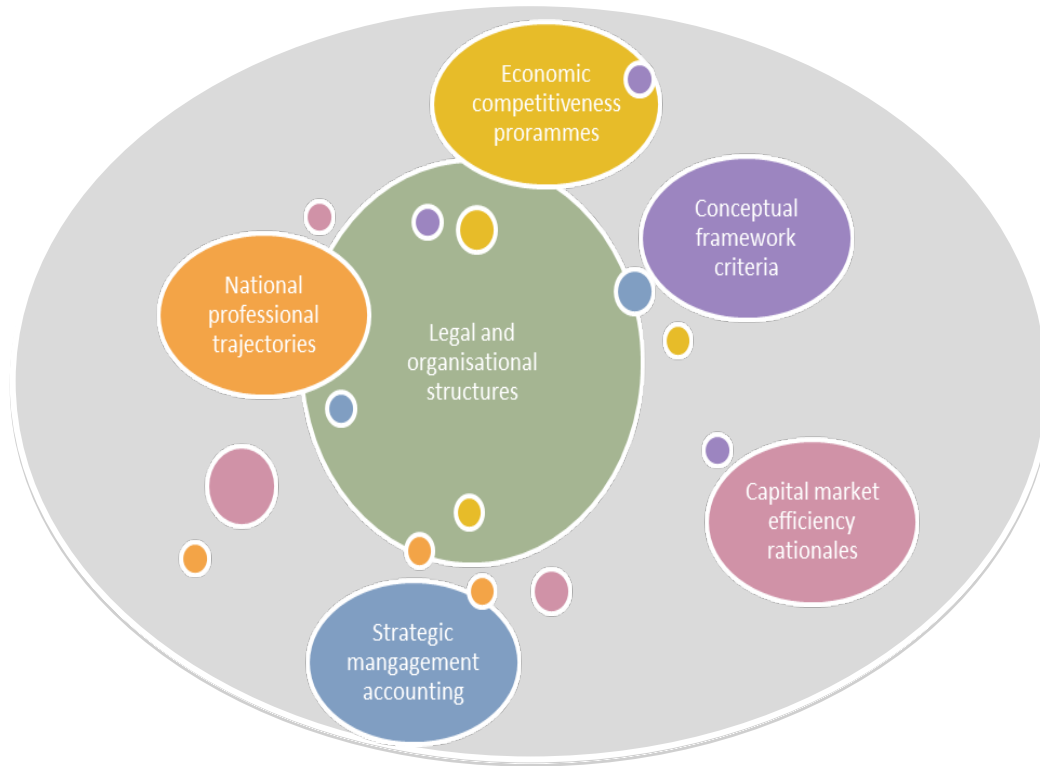 Economic
competitiveness
prorammes
Conceptual
framework
criteria
National
professional
trajectories
Legal and
organisational
structures
Capital market
efficiency
rationales
Strategic
mangagement
accounting